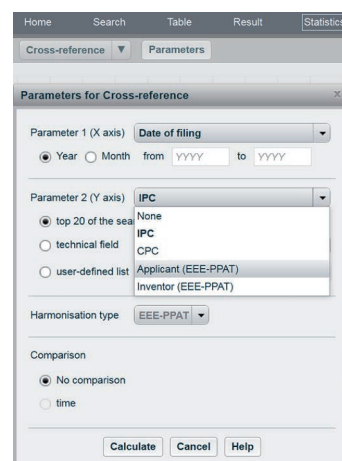 Home Search Table Result Statistics
Cross-reference ▼ Parameters
Parameters for Cross-reference x
Parameter 1 (X axis) Date of filing
Year Month from YYYY to YYYY
Parameter 2 (Y axis) IPC
top 20 of the sea
None
IPC
technical field
CPC
Applicant (EEE-PPAT)
user-defined list
Inventor (EEE-PPAT)
Harmonisation type EEE-PPAT
Comparison
No comparison
time
Calculate Cancel Help